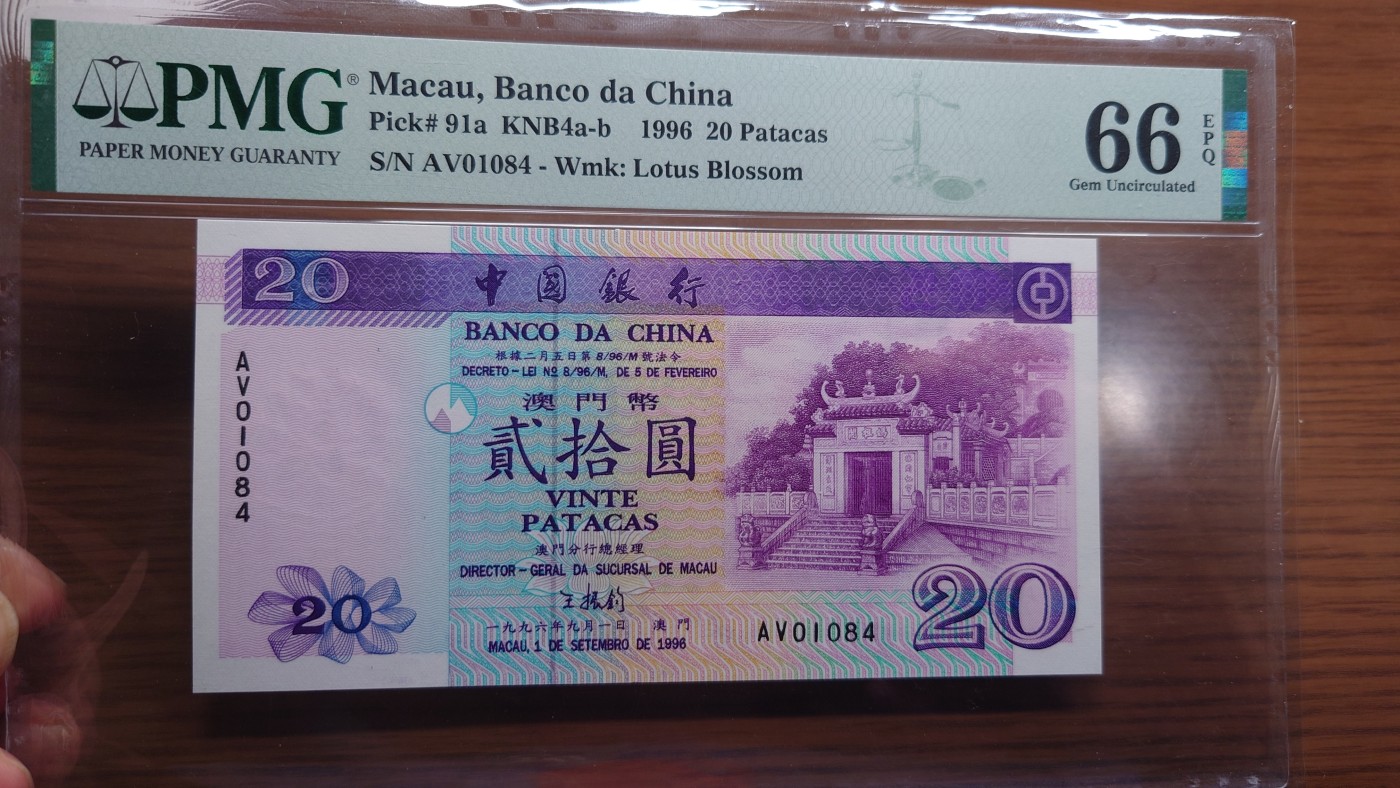 PMG®
PAPER MONEY GUARANTY
Macau, Banco da China
Pick# 91a KNB4a-b 1996 20 Patacas
S/N AV01084 - Wmk: Lotus Blossom
66
EPQ
Gem Uncirculated
20
中國銀行
BANCO DA CHINA
根據二月五日第 8/96/M 號法令
DECRETO-LEI Nº 8/96/M, DE 5 DE FEVEREIRO
澳門幣
貳拾圓
VINTE
PATACAS
澳門分行總經理
DIRECTOR-GERAL DA SUCURSAL DE MACAU
王振鈞
一九九六年九月一日 澳門
MACAU, 1 DE SETEMBRO DE 1996
AV01084
20
AV01084
20